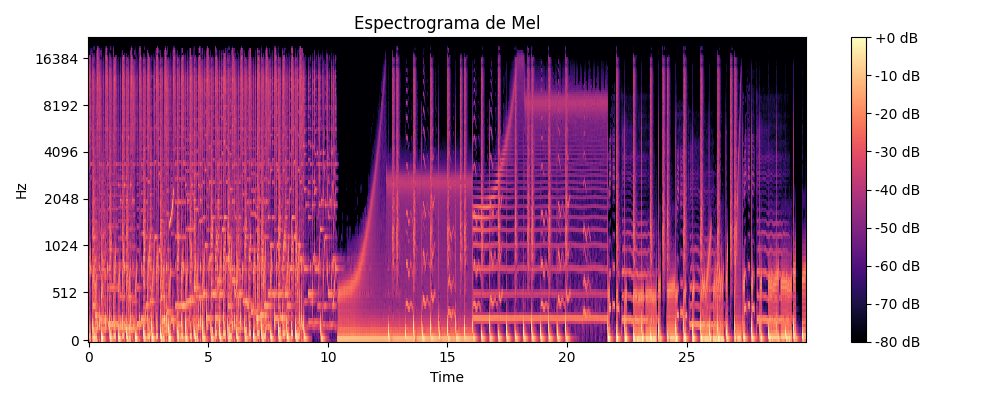 Espectrograma de Mel
16384
8192
4096
2048
1024
512
0
Hz
0 5 10 15 20 25
Time
+0 dB
-10 dB
-20 dB
-30 dB
-40 dB
-50 dB
-60 dB
-70 dB
-80 dB